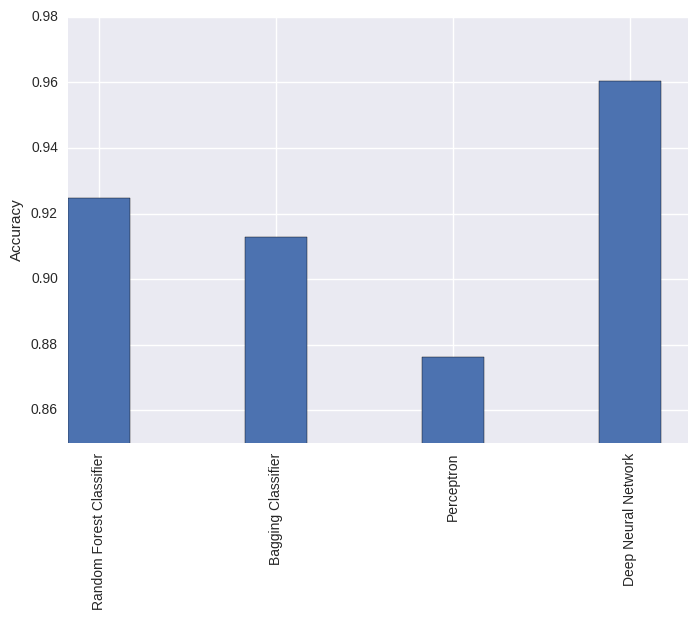 0.98
0.96
0.94
0.92
0.90
0.88
0.86
Accuracy
Random Forest Classifier
Bagging Classifier
Perceptron
Deep Neural Network